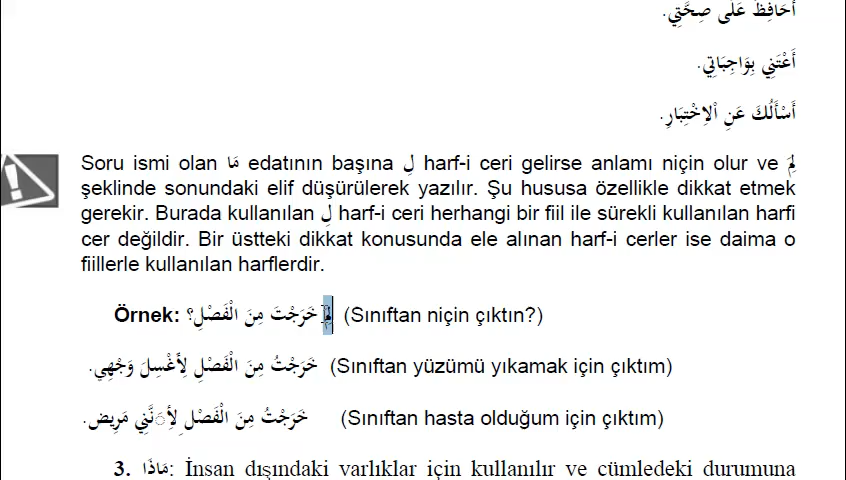 أُحَافِظُ عَلَى صِحَّتِي.
أَعْتَنِي بِوَاجِبَاتِي.
أَسْأَلُكَ عَنِ اْلاِخْتِبَارِ.
Soru ismi olan مَا edatının başına لِ harf-i ceri gelirse anlamı niçin olur ve لِمَ
şeklinde sonundaki elif düşürülerek yazılır. Şu hususa özellikle dikkat etmek
gerekir. Burada kullanılan لِ harf-i ceri herhangi bir fiil ile sürekli kullanılan harfi
cer değildir. Bir üstteki dikkat konusunda ele alınan harf-i cerler ise daima o
fiillerle kullanılan harflerdir.
Örnek: لِمَ خَرَجْتَ مِنَ الْفَصْلِ؟ (Sınıftan niçin çıktın?)
خَرَجْتُ مِنَ الْفَصْلِ لِأَغْسِلَ وَجْهِي. (Sınıftan yüzümü yıkamak için çıktım)
خَرَجْتُ مِنَ الْفَصْلِ لِأَنَّنِي مَرِيض. (Sınıftan hasta olduğum için çıktım)
3. مَاذَا: İnsan dışındaki varlıklar için kullanılır ve cümledeki durumuna